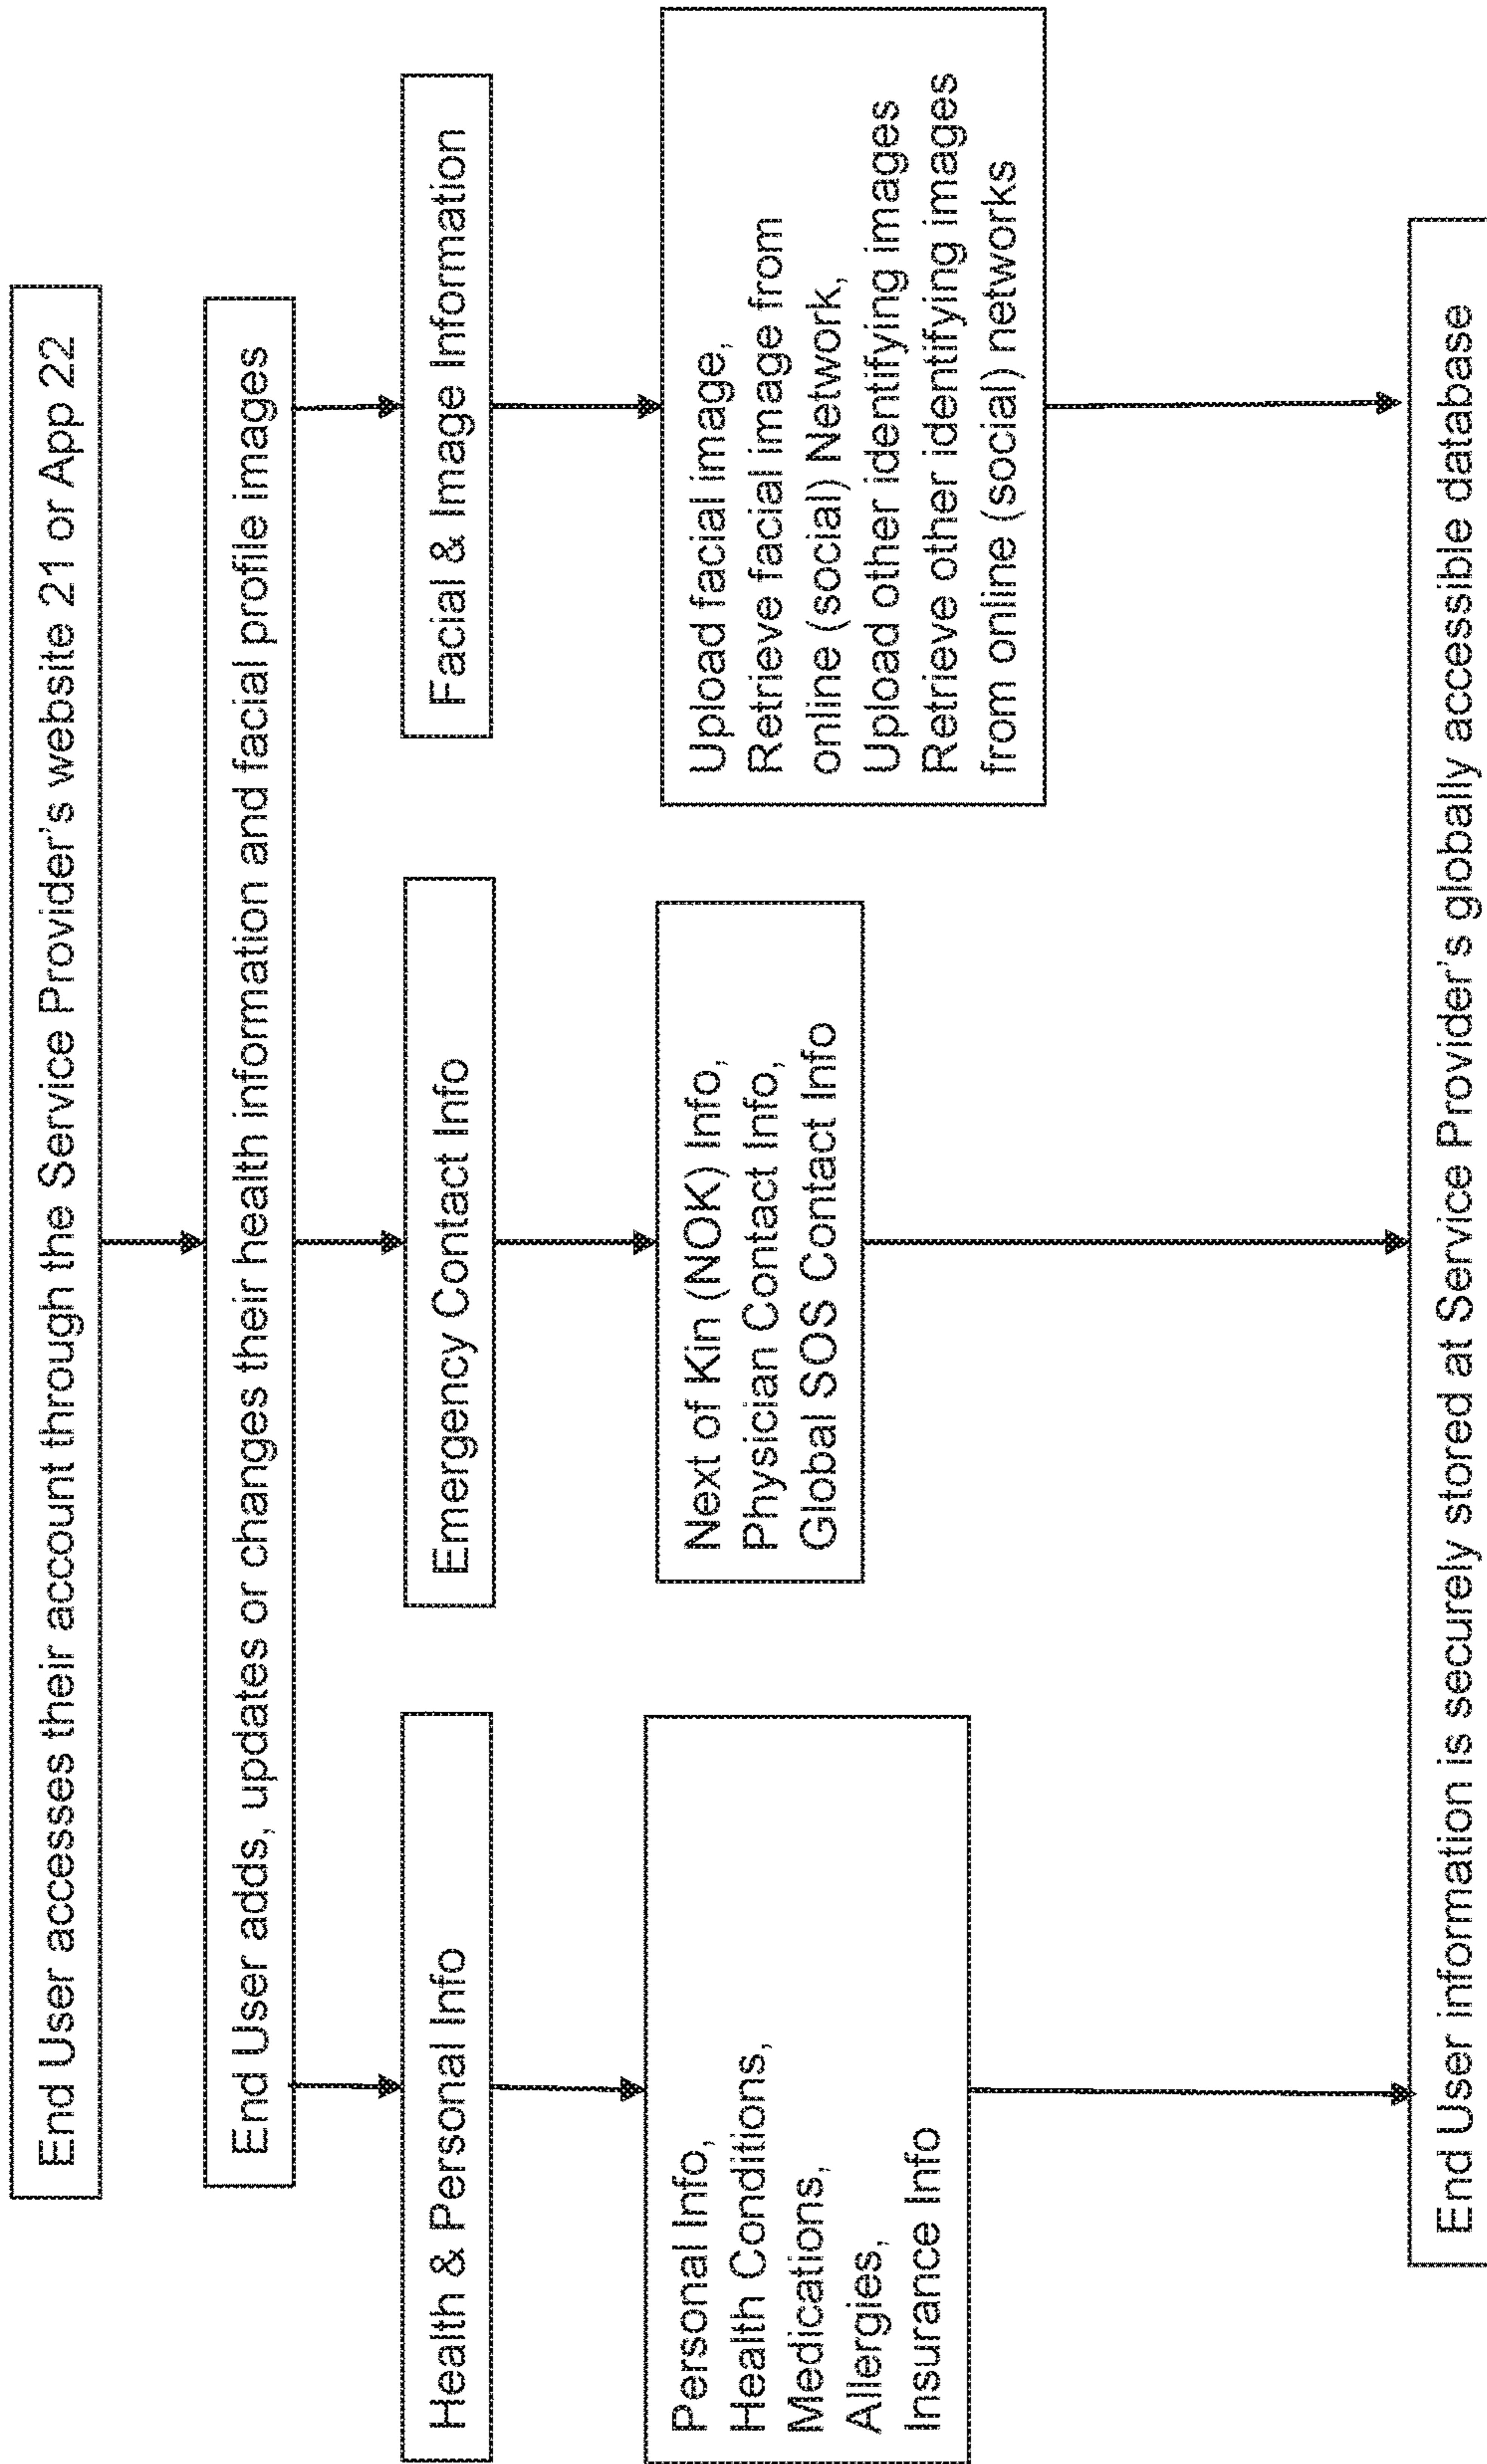 End User accesses their account through the Service Provider's website 21 or App 22
End User adds, updates or changes their health information and facial profile images
Health & Personal Info
Personal Info,
Health Conditions,
Medications,
Allergies,
Insurance Info
Emergency Contact Info
Next of Kin (NOK) Info,
Physician Contact Info,
Global SOS Contact Info
Facial & Image Information
Upload facial image,
Retrieve facial image from
online (social) Network,
Upload other identifying images
Retrieve other identifying images
from online (social) networks
End User information is securely stored at Service Provider's globally accessible database